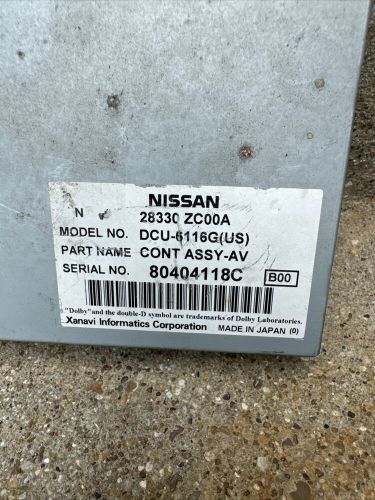 NISSAN
N 28330 ZC00A
MODEL NO. DCU-6116G(US)
PART NAME CONT ASSY-AV
SERIAL NO. 80404118C B00
"Dolby" and the double-D symbol are trademarks of Dolby Laboratories.
Xanavi Informatics Corporation MADE IN JAPAN (0)